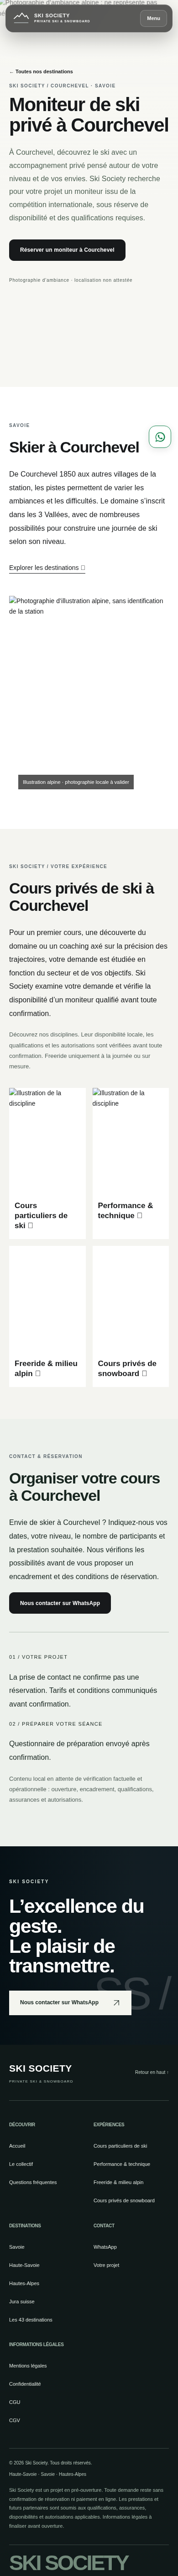 Photographie d'ambiance alpine : ne représente pas
SKI SOCIETY
PRIVATE SKI & SNOWBOARD
Menu
← Toutes nos destinations
SKI SOCIETY / COURCHEVEL · SAVOIE
Moniteur de ski
privé à Courchevel
À Courchevel, découvrez le ski avec un
accompagnement privé pensé autour de votre
niveau et de vos envies. Ski Society recherche
pour votre projet un moniteur issu de la
compétition internationale, sous réserve de
disponibilité et des qualifications requises.
Réserver un moniteur à Courchevel
Photographie d'ambiance · localisation non attestée
SAVOIE
Skier à Courchevel
De Courchevel 1850 aux autres villages de la
station, les pistes permettent de varier les
ambiances et les difficultés. Le domaine s'inscrit
dans les 3 Vallées, avec de nombreuses
possibilités pour construire une journée de ski
selon son niveau.
Explorer les destinations
Photographie d'illustration alpine, sans identification
de la station
Illustration alpine · photographie locale à valider
SKI SOCIETY / VOTRE EXPÉRIENCE
Cours privés de ski à
Courchevel
Pour un premier cours, une découverte du
domaine ou un coaching axé sur la précision des
trajectoires, votre demande est étudiée en
fonction du secteur et de vos objectifs. Ski
Society examine votre demande et vérifie la
disponibilité d'un moniteur qualifié avant toute
confirmation.
Découvrez nos disciplines. Leur disponibilité locale, les
qualifications et les autorisations sont vérifiées avant toute
confirmation. Freeride uniquement à la journée ou sur
mesure.
Illustration de la
discipline
Cours
particuliers de
ski
Illustration de la
discipline
Performance &
technique
Freeride & milieu
alpin
Cours privés de
snowboard
CONTACT & RÉSERVATION
Organiser votre cours
à Courchevel
Envie de skier à Courchevel ? Indiquez-nous vos
dates, votre niveau, le nombre de participants et
la prestation souhaitée. Nous vérifions les
possibilités avant de vous proposer un
encadrement et des conditions de réservation.
Nous contacter sur WhatsApp
01 / VOTRE PROJET
La prise de contact ne confirme pas une
réservation. Tarifs et conditions communiqués
avant confirmation.
02 / PRÉPARER VOTRE SÉANCE
Questionnaire de préparation envoyé après
confirmation.
Contenu local en attente de vérification factuelle et
opérationnelle : ouverture, encadrement, qualifications,
assurances et autorisations.
SKI SOCIETY
L'excellence du
geste.
Le plaisir de
transmettre.
SS /
Nous contacter sur WhatsApp
SKI SOCIETY
PRIVATE SKI & SNOWBOARD
Retour en haut ↑
DÉCOUVRIR
Accueil
Le collectif
Questions fréquentes
EXPÉRIENCES
Cours particuliers de ski
Performance & technique
Freeride & milieu alpin
Cours privés de snowboard
DESTINATIONS
Savoie
Haute-Savoie
Hautes-Alpes
Jura suisse
Les 43 destinations
CONTACT
WhatsApp
Votre projet
INFORMATIONS LÉGALES
Mentions légales
Confidentialité
CGU
CGV
© 2026 Ski Society. Tous droits réservés.
Haute-Savoie · Savoie · Hautes-Alpes
Ski Society est un projet en pré-ouverture. Toute demande reste sans
confirmation de réservation ni paiement en ligne. Les prestations et
futurs partenaires sont soumis aux qualifications, assurances,
disponibilités et autorisations applicables. Informations légales à
finaliser avant ouverture.
SKI SOCIETY